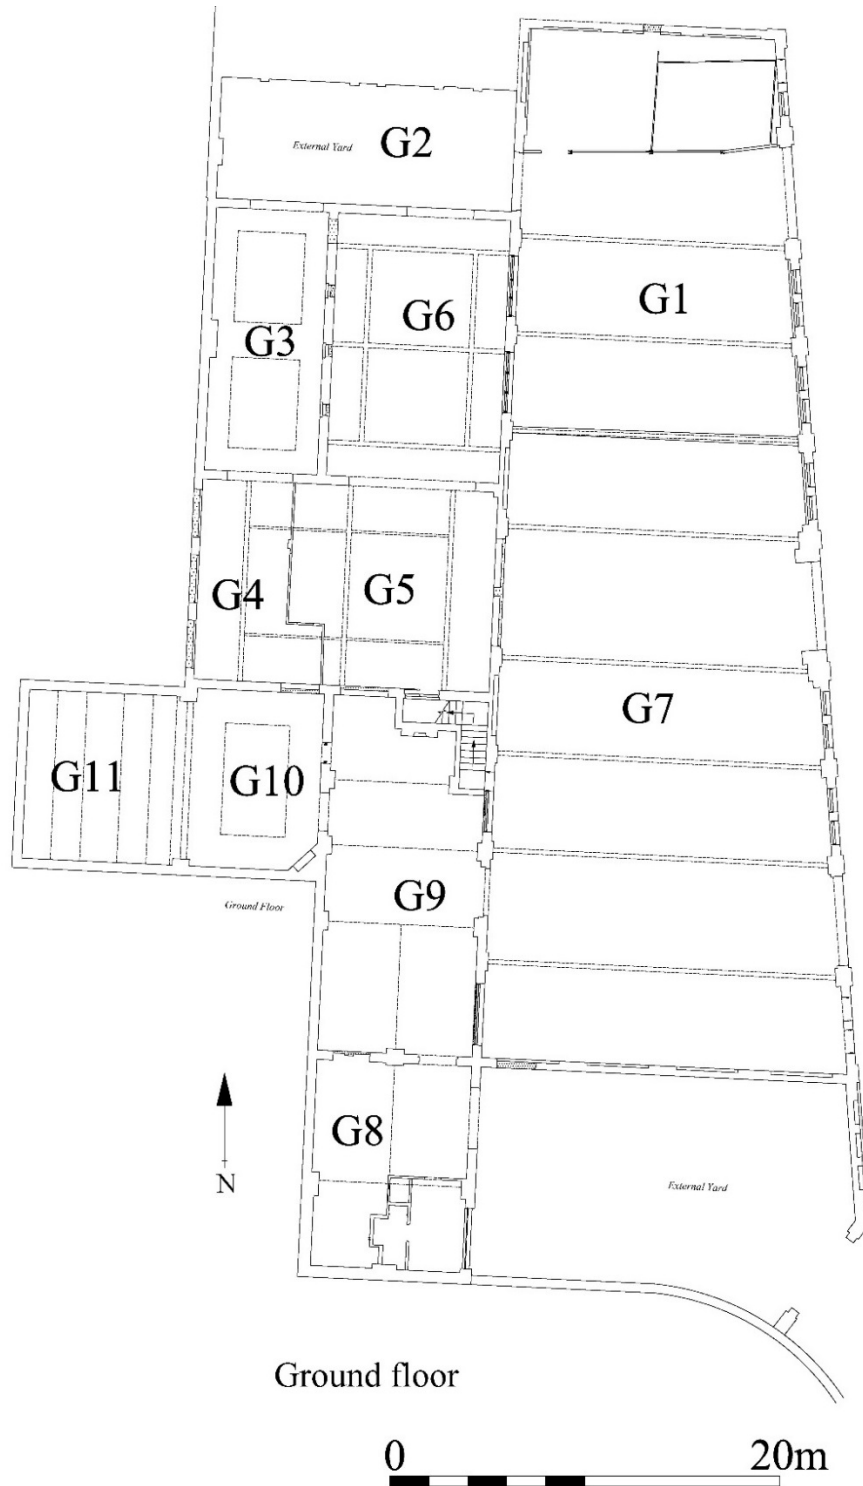 G2
External Yard
G1
G6
G3
G4
G5
G7
G11
G10
G9
Ground Floor
G8
N
External Yard
Ground floor
0
20m